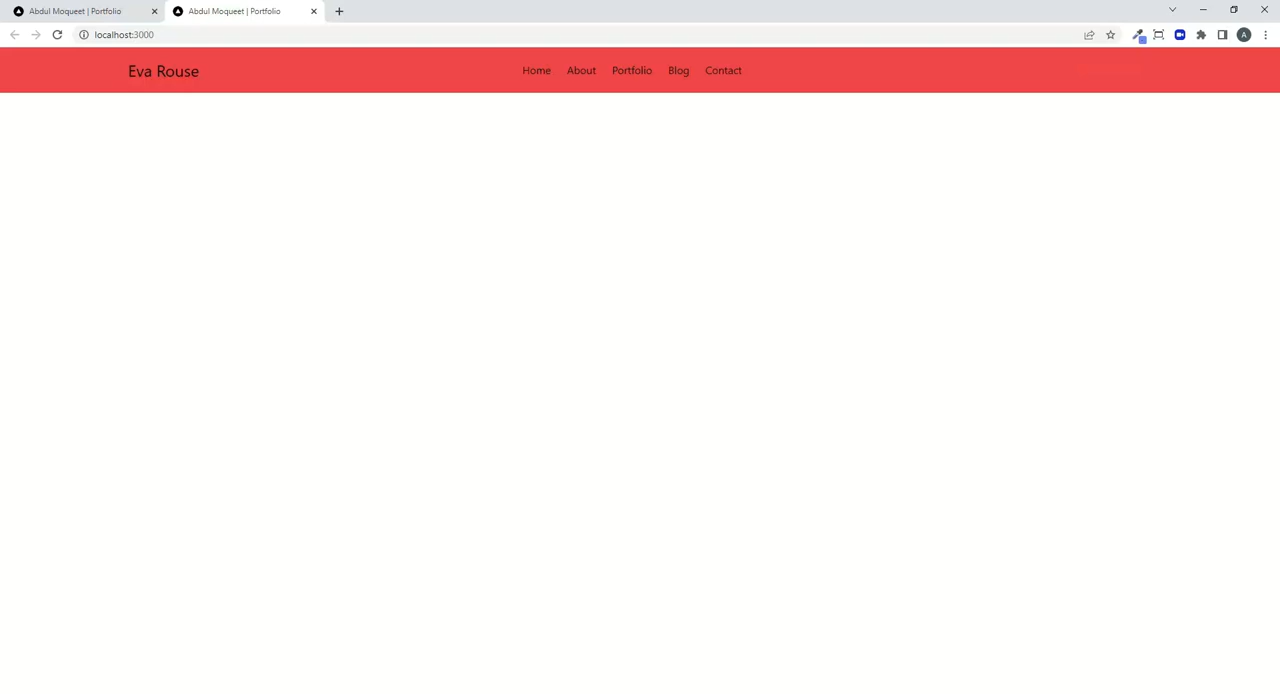 Abdul Moqueet | Portfolio
Abdul Moqueet | Portfolio
localhost:3000
A
Eva Rouse
Home About Portfolio Blog Contact